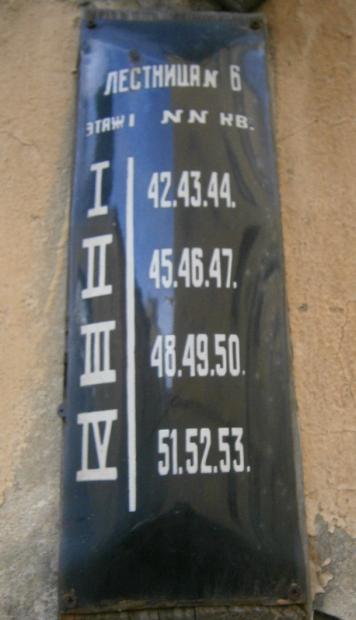 ЛЕСТНИЦА N 6
ЭТАЖ I NN КВ.
I 42.43.44.
II 45.46.47.
III 48.49.50.
IV 51.52.53.